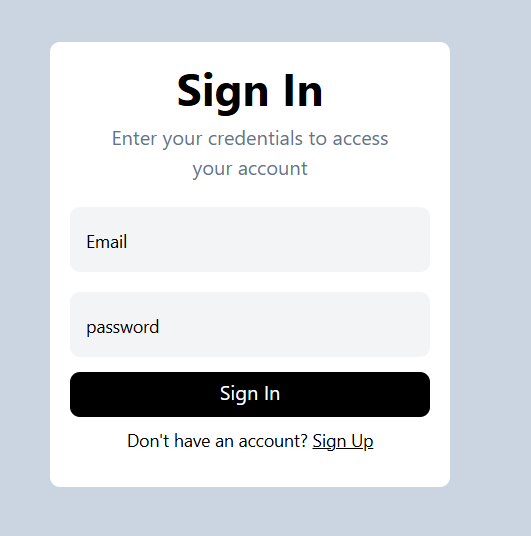 Sign In
Enter your credentials to access
your account
Email
password
Sign In
Don't have an account? Sign Up